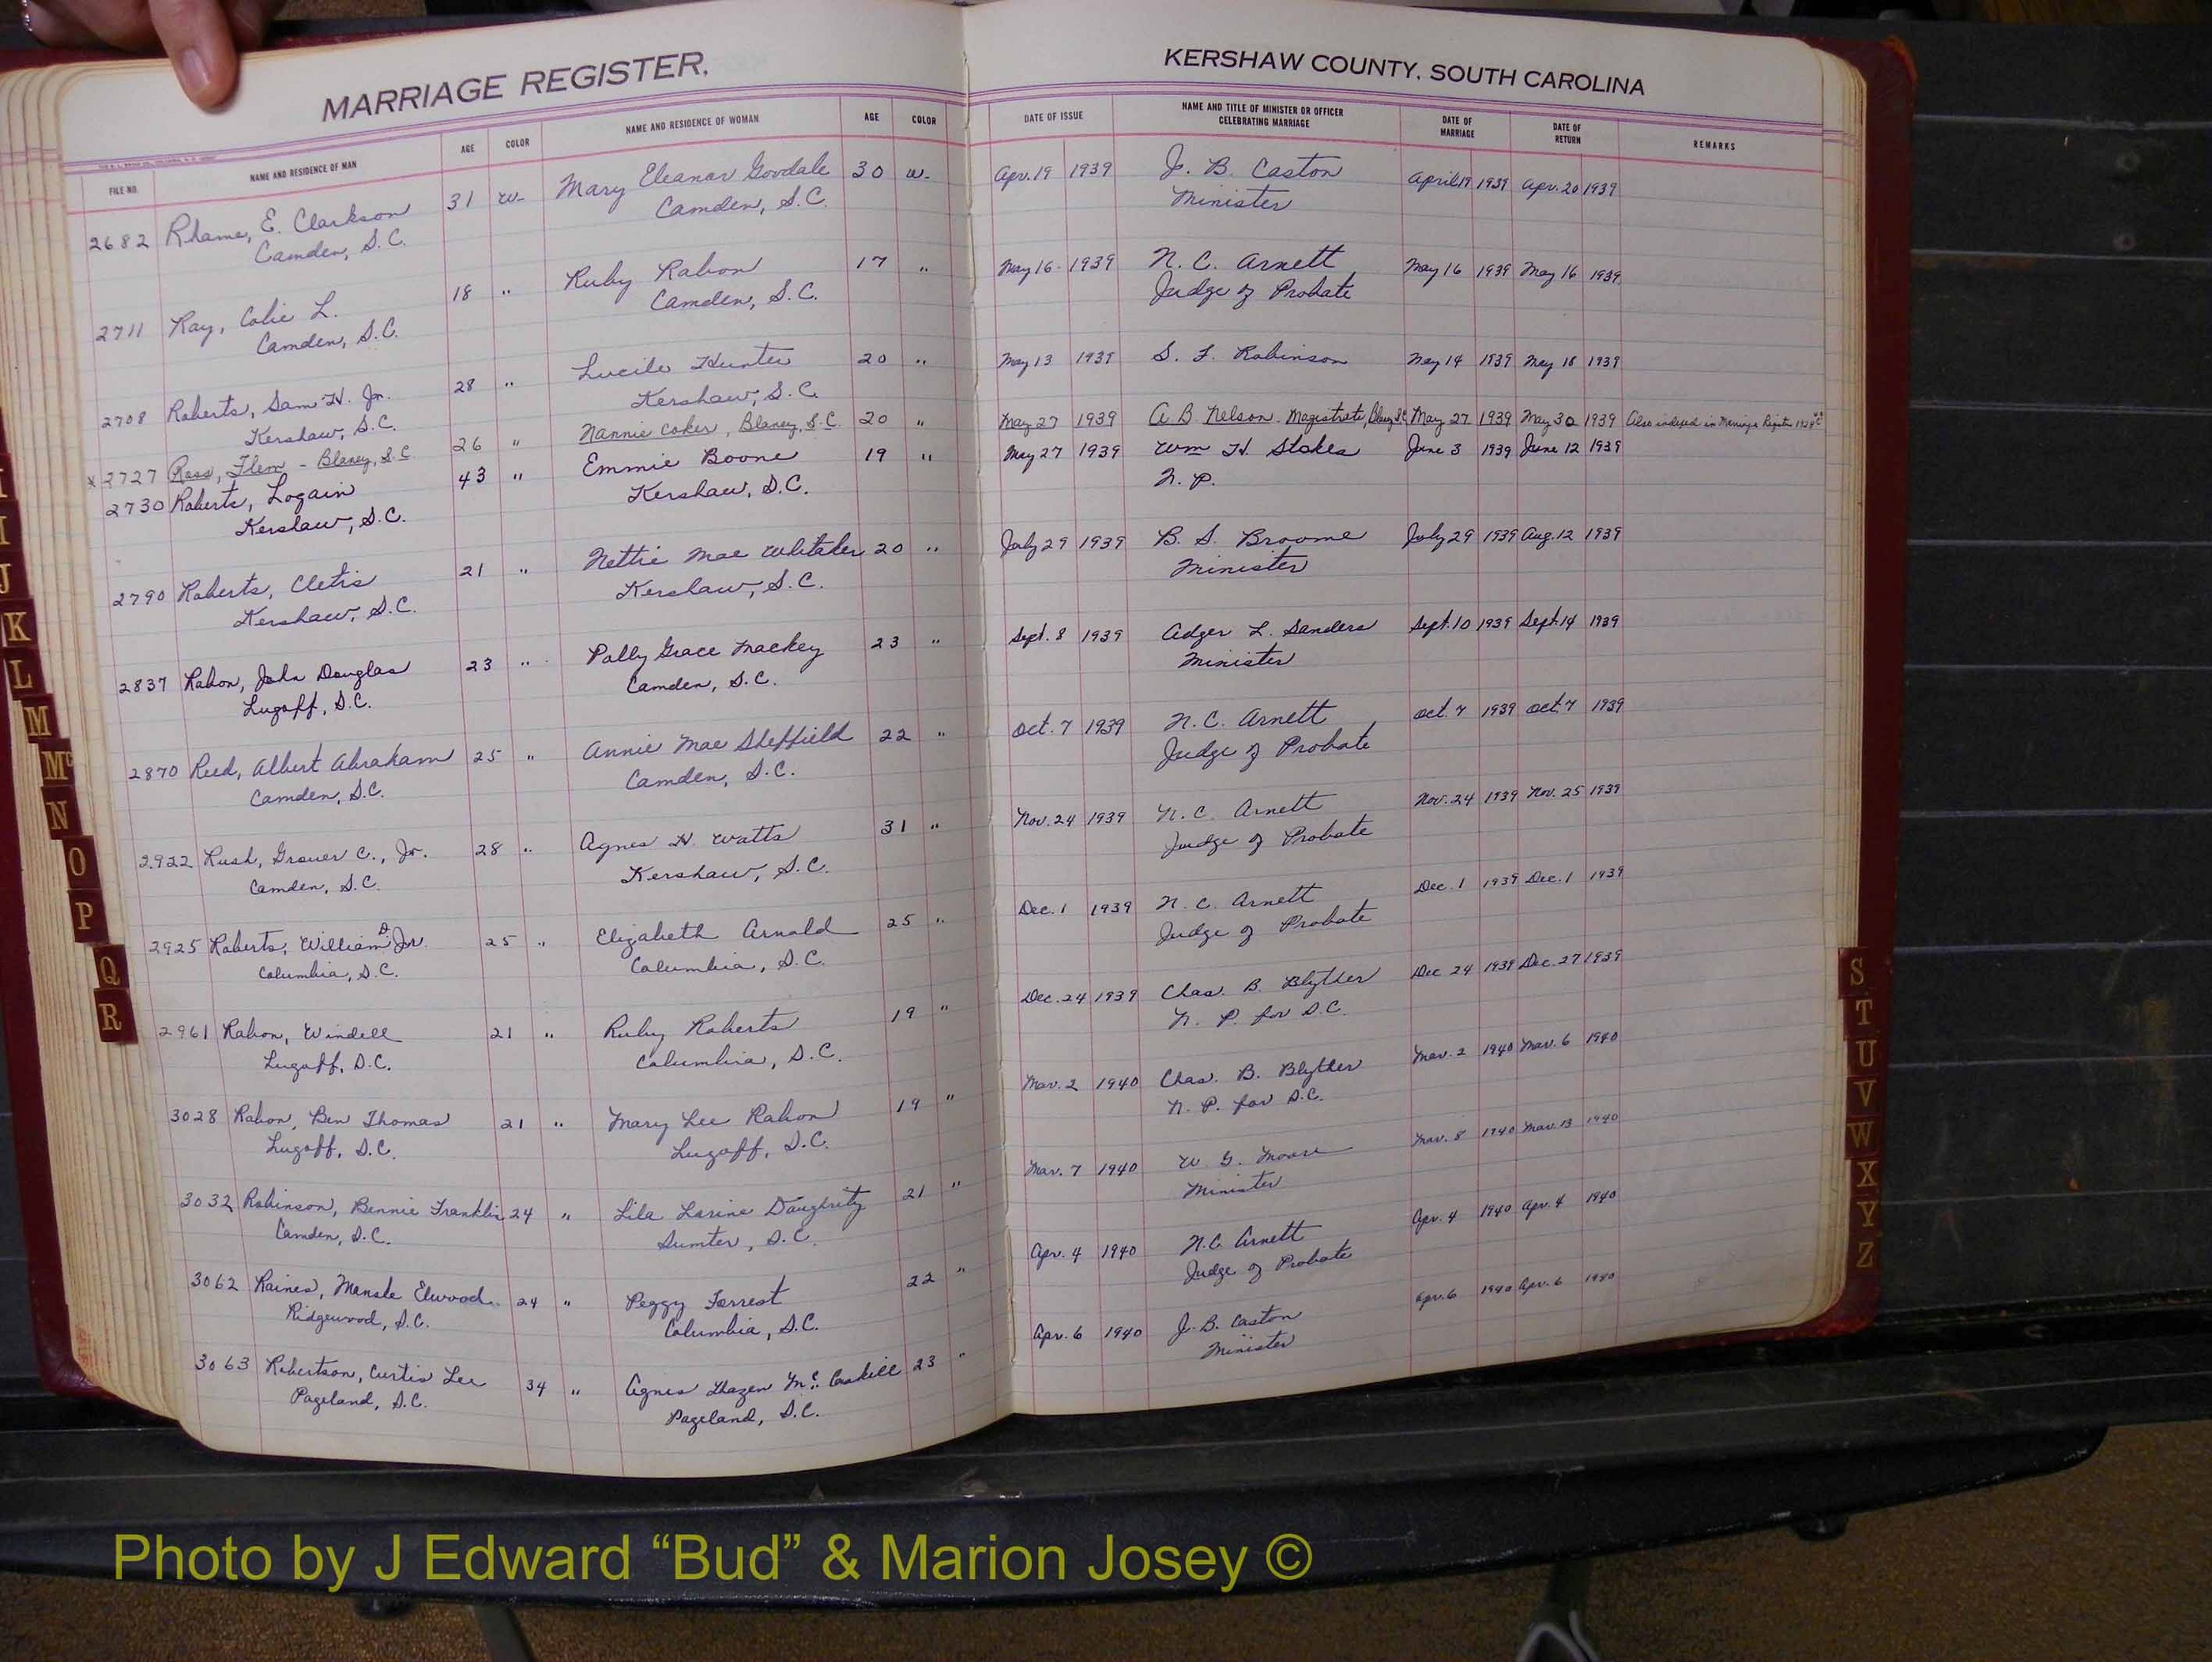 MARRIAGE REGISTER,
FILE NO. NAME AND RESIDENCE OF MAN AGE COLOR NAME AND RESIDENCE OF WOMAN AGE COLOR
2682 Rhame, E. Clarkson 31 w- Mary Eleanor Goodale 30 w-
Camden, S.C. Camden, S.C.
2711 Ray, Colie L. 18 " Ruby Rabon 17 "
Camden, S.C. Camden, S.C.
2708 Roberts, Sam H. Jr. 28 " Lucile Hunter 20 "
Kershaw, S.C. Kershaw, S.C.
x 2727 Ross, Flem - Blaney, S.C 26 " Nannie Coker, Blaney, S.C. 20 "
2730 Roberts, Logain 43 " Emmie Boone 19 "
Kershaw, S.C. Kershaw, S.C.
2790 Roberts, Cletis 21 " Nettie Mae Whitaker 20 "
Kershaw, S.C. Kershaw, S.C.
2837 Rabon, John Douglas 23 " Polly Grace Mackey 23 "
Lugoff, S.C. Camden, S.C.
2870 Reed, Albert Abraham 25 " Annie Mae Sheffield 22 "
Camden, S.C. Camden, S.C.
2922 Rush, Grover C., Jr. 28 " Agnes H. Watts 31 "
Camden, S.C. Kershaw, S.C.
2925 Roberts, William D. Jr. 25 " Elizabeth Arnold 25 "
Columbia, S.C. Columbia, S.C.
2961 Rabon, Windell 21 " Ruby Roberts 19 "
Lugoff, S.C. Columbia, S.C.
3028 Rabon, Ben Thomas 21 " Mary Lee Rabon 19 "
Lugoff, S.C. Lugoff, S.C.
3032 Robinson, Bennie Franklin 24 " Lila Larine Daughrity 21 "
Camden, S.C. Sumter, S.C.
3062 Raines, Manste Elwood 24 " Peggy Forrest 22 "
Ridgewood, S.C. Columbia, S.C.
3063 Robertson, Curtis Lee 34 " Agnes Mc Caskill 23 "
Pageland, S.C. Pageland, S.C.
KERSHAW COUNTY, SOUTH CAROLINA
DATE OF ISSUE NAME AND TITLE OF MINISTER OR OFFICER CELEBRATING MARRIAGE DATE OF MARRIAGE DATE OF RETURN REMARKS
Apr. 19 1939 J. B. Caston April 19 1939 Apr. 20 1939
Minister
May 16 - 1939 N. C. Arnett May 16 1939 May 16 1939
Judge of Probate
May 13 1939 S. F. Robinson May 14 1939 May 18 1939
May 27 1939 A. B. Nelson. Magistrate, Blaney S.C. May 27 1939 May 30 1939 Also indexed in Marriage Register
May 27 1939 Wm H. Stokes June 3 1939 June 12 1939
N. P.
July 29 1939 B. S. Broome July 29 1939 Aug. 12 1939
Minister
Sept. 8 1939 Adger L. Sanders Sept. 10 1939 Sept. 14 1939
Minister
Oct. 7 1939 N. C. Arnett Oct. 7 1939 Oct. 7 1939
Judge of Probate
Nov. 24 1939 N. C. Arnett Nov. 24 1939 Nov. 25 1939
Judge of Probate
Dec. 1 1939 N. C. Arnett Dec. 1 1939 Dec. 1 1939
Judge of Probate
Dec. 24 1939 Chas. B. Blyther Dec 24 1939 Dec. 27 1939
N. P. for S.C.
Mar. 2 1940 Chas. B. Blyther Mar. 2 1940 Mar. 6 1940
N. P. for S.C.
Mar. 7 1940 W. G. Moore Mar. 8 1940 Mar. 13 1940
Minister
Apr. 4 1940 N.C. Arnett Apr. 4 1940 Apr. 4 1940
Judge of Probate
Apr. 6 1940 J. B. Caston Apr. 6 1940 Apr. 6 1940
Minister
J
K
L
M
Mc
N
O
P
Q
R
S
T
U
V
W
X
Y
Z
Photo by J Edward “Bud” & Marion Josey ©